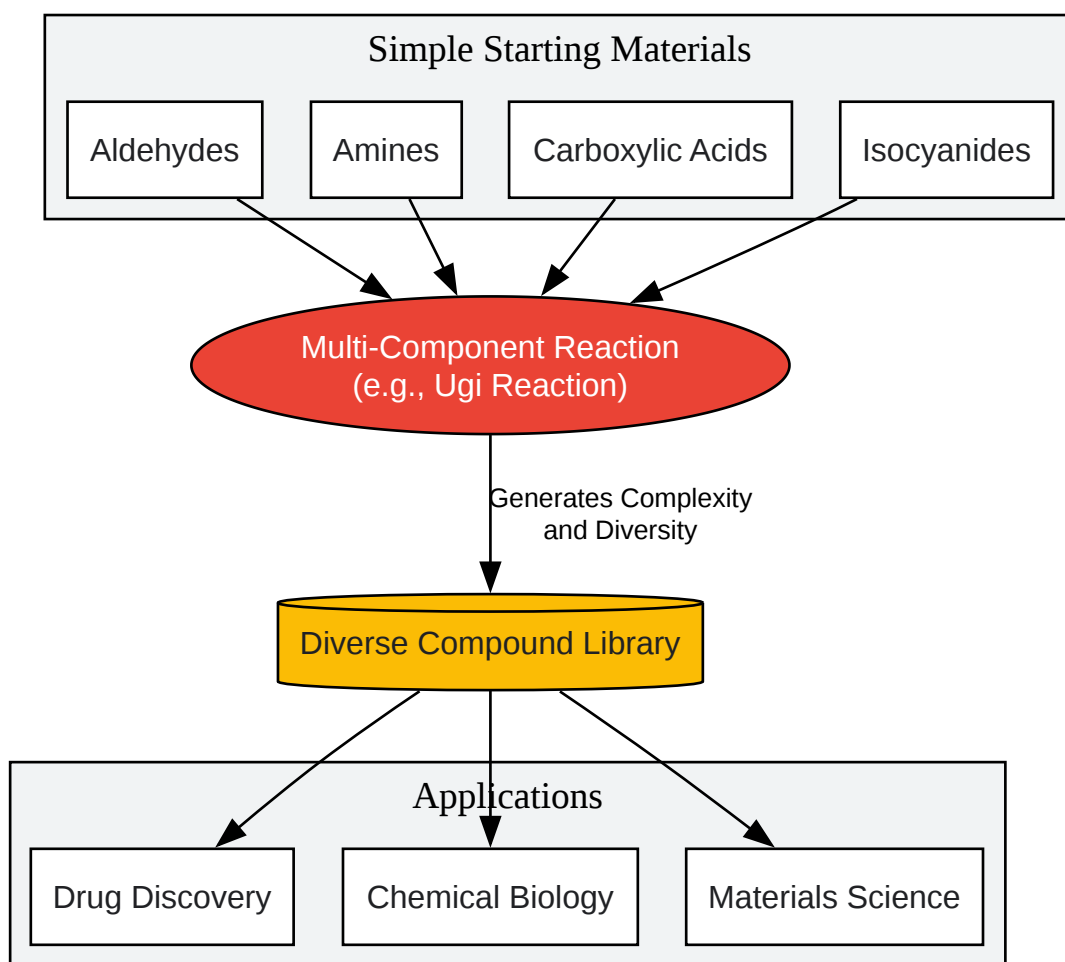 Simple Starting Materials
Aldehydes
Amines
Carboxylic Acids
Isocyanides
Multi-Component Reaction
(e.g., Ugi Reaction)
Generates Complexity
and Diversity
Diverse Compound Library
Applications
Drug Discovery
Chemical Biology
Materials Science